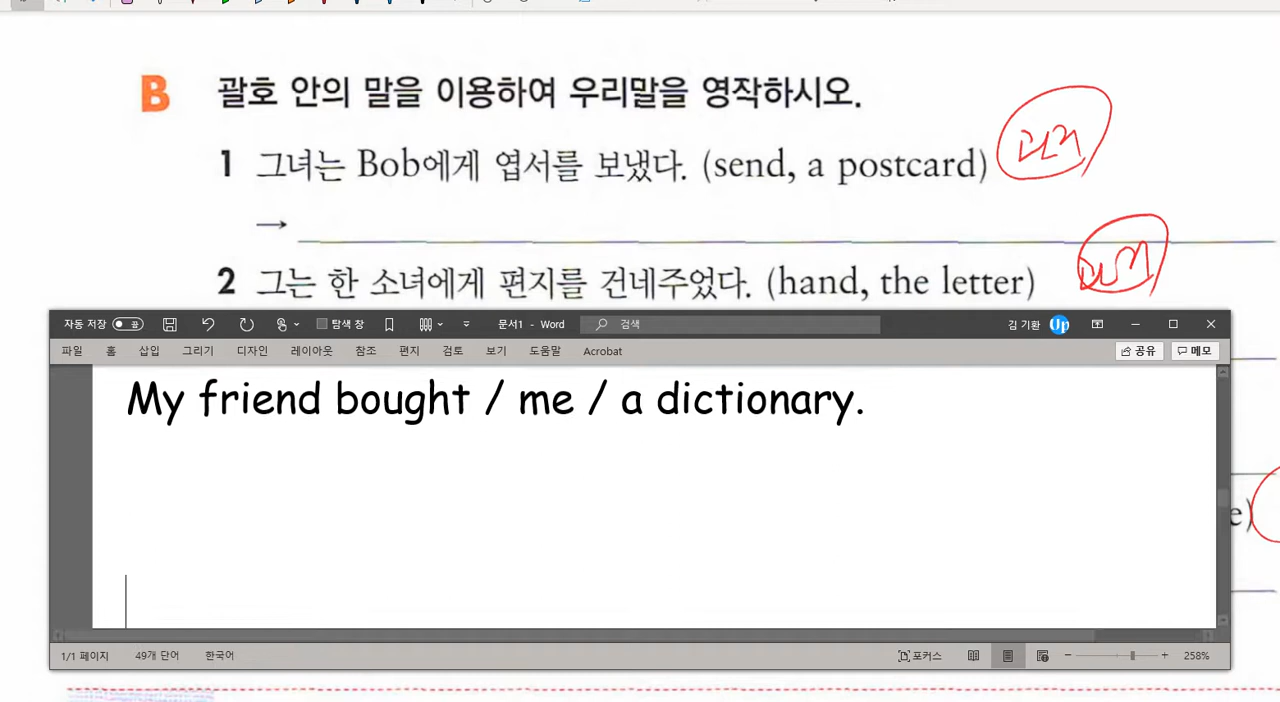 B 괄호 안의 말을 이용하여 우리말을 영작하시오.
1 그녀는 Bob에게 엽서를 보냈다. (send, a postcard) 과거
→
2 그는 한 소녀에게 편지를 건네주었다. (hand, the letter) 과거
자동 저장 끔 탐색 창 문서1 - Word 검색 김 기환 Up
파일 홈 삽입 그리기 디자인 레이아웃 참조 편지 검토 보기 도움말 Acrobat 공유 메모
My friend bought / me / a dictionary.
e)
1/1 페이지 49개 단어 한국어 포커스 258%